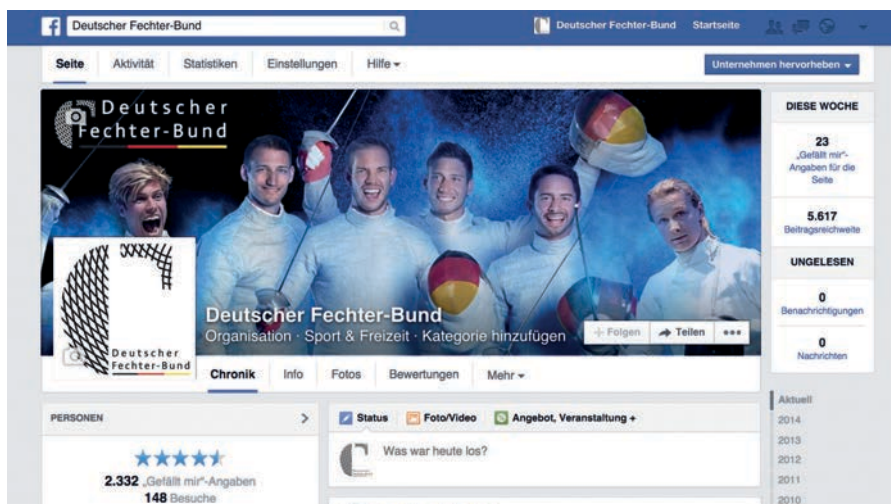 Deutscher Fechter-Bund
Deutscher Fechter-Bund Startseite
Seite Aktivität Statistiken Einstellungen Hilfe
Unternehmen hervorheben
Deutscher
Fechter-Bund
DIESE WOCHE
23
„Gefällt mir“-
Angaben für die
Seite
5.617
Beitragsreichweite
UNGELESEN
0
Benachrichtigungen
0
Nachrichten
Deutscher Fechter-Bund
Organisation · Sport & Freizeit · Kategorie hinzufügen
+ Folgen Teilen
Deutscher
Fechter-Bund
Chronik Info Fotos Bewertungen Mehr
Aktuell
2014
2013
2012
2011
2010
PERSONEN
2.332 „Gefällt mir“-Angaben
148 Besuche
Status Foto/Video Angebot, Veranstaltung +
Was war heute los?